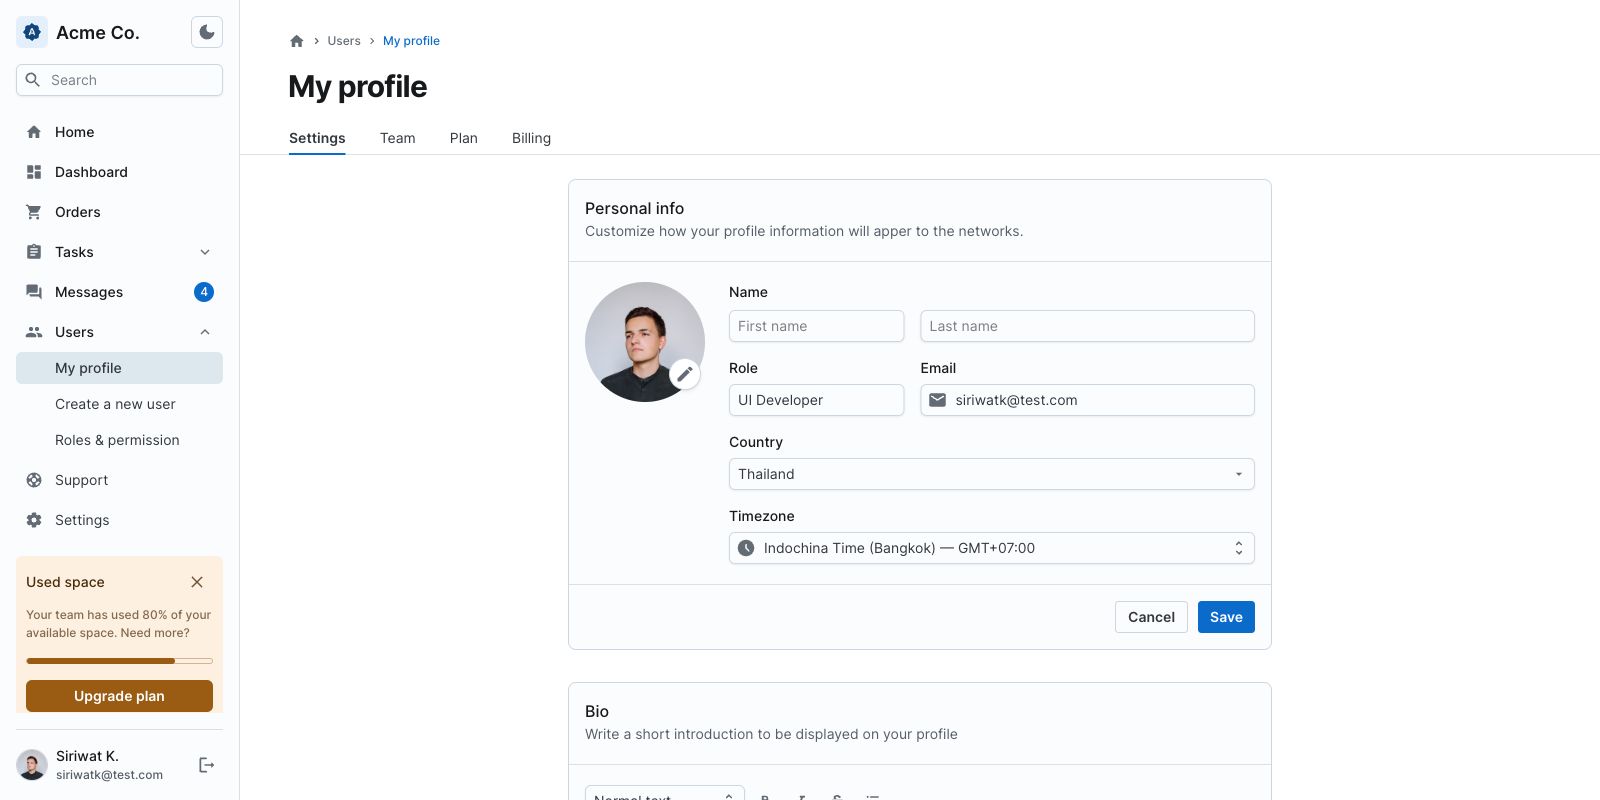 A
Acme Co.
Search
Home
Dashboard
Orders
Tasks
Messages
4
Users
My profile
Create a new user
Roles & permission
Support
Settings
Used space
Your team has used 80% of your
available space. Need more?
Upgrade plan
Siriwat K.
siriwatk@test.com
Users
My profile
My profile
Settings
Team
Plan
Billing
Personal info
Customize how your profile information will apper to the networks.
Name
First name
Last name
Role
Email
UI Developer
siriwatk@test.com
Country
Thailand
Timezone
Indochina Time (Bangkok) — GMT+07:00
Cancel
Save
Bio
Write a short introduction to be displayed on your profile
Normal text